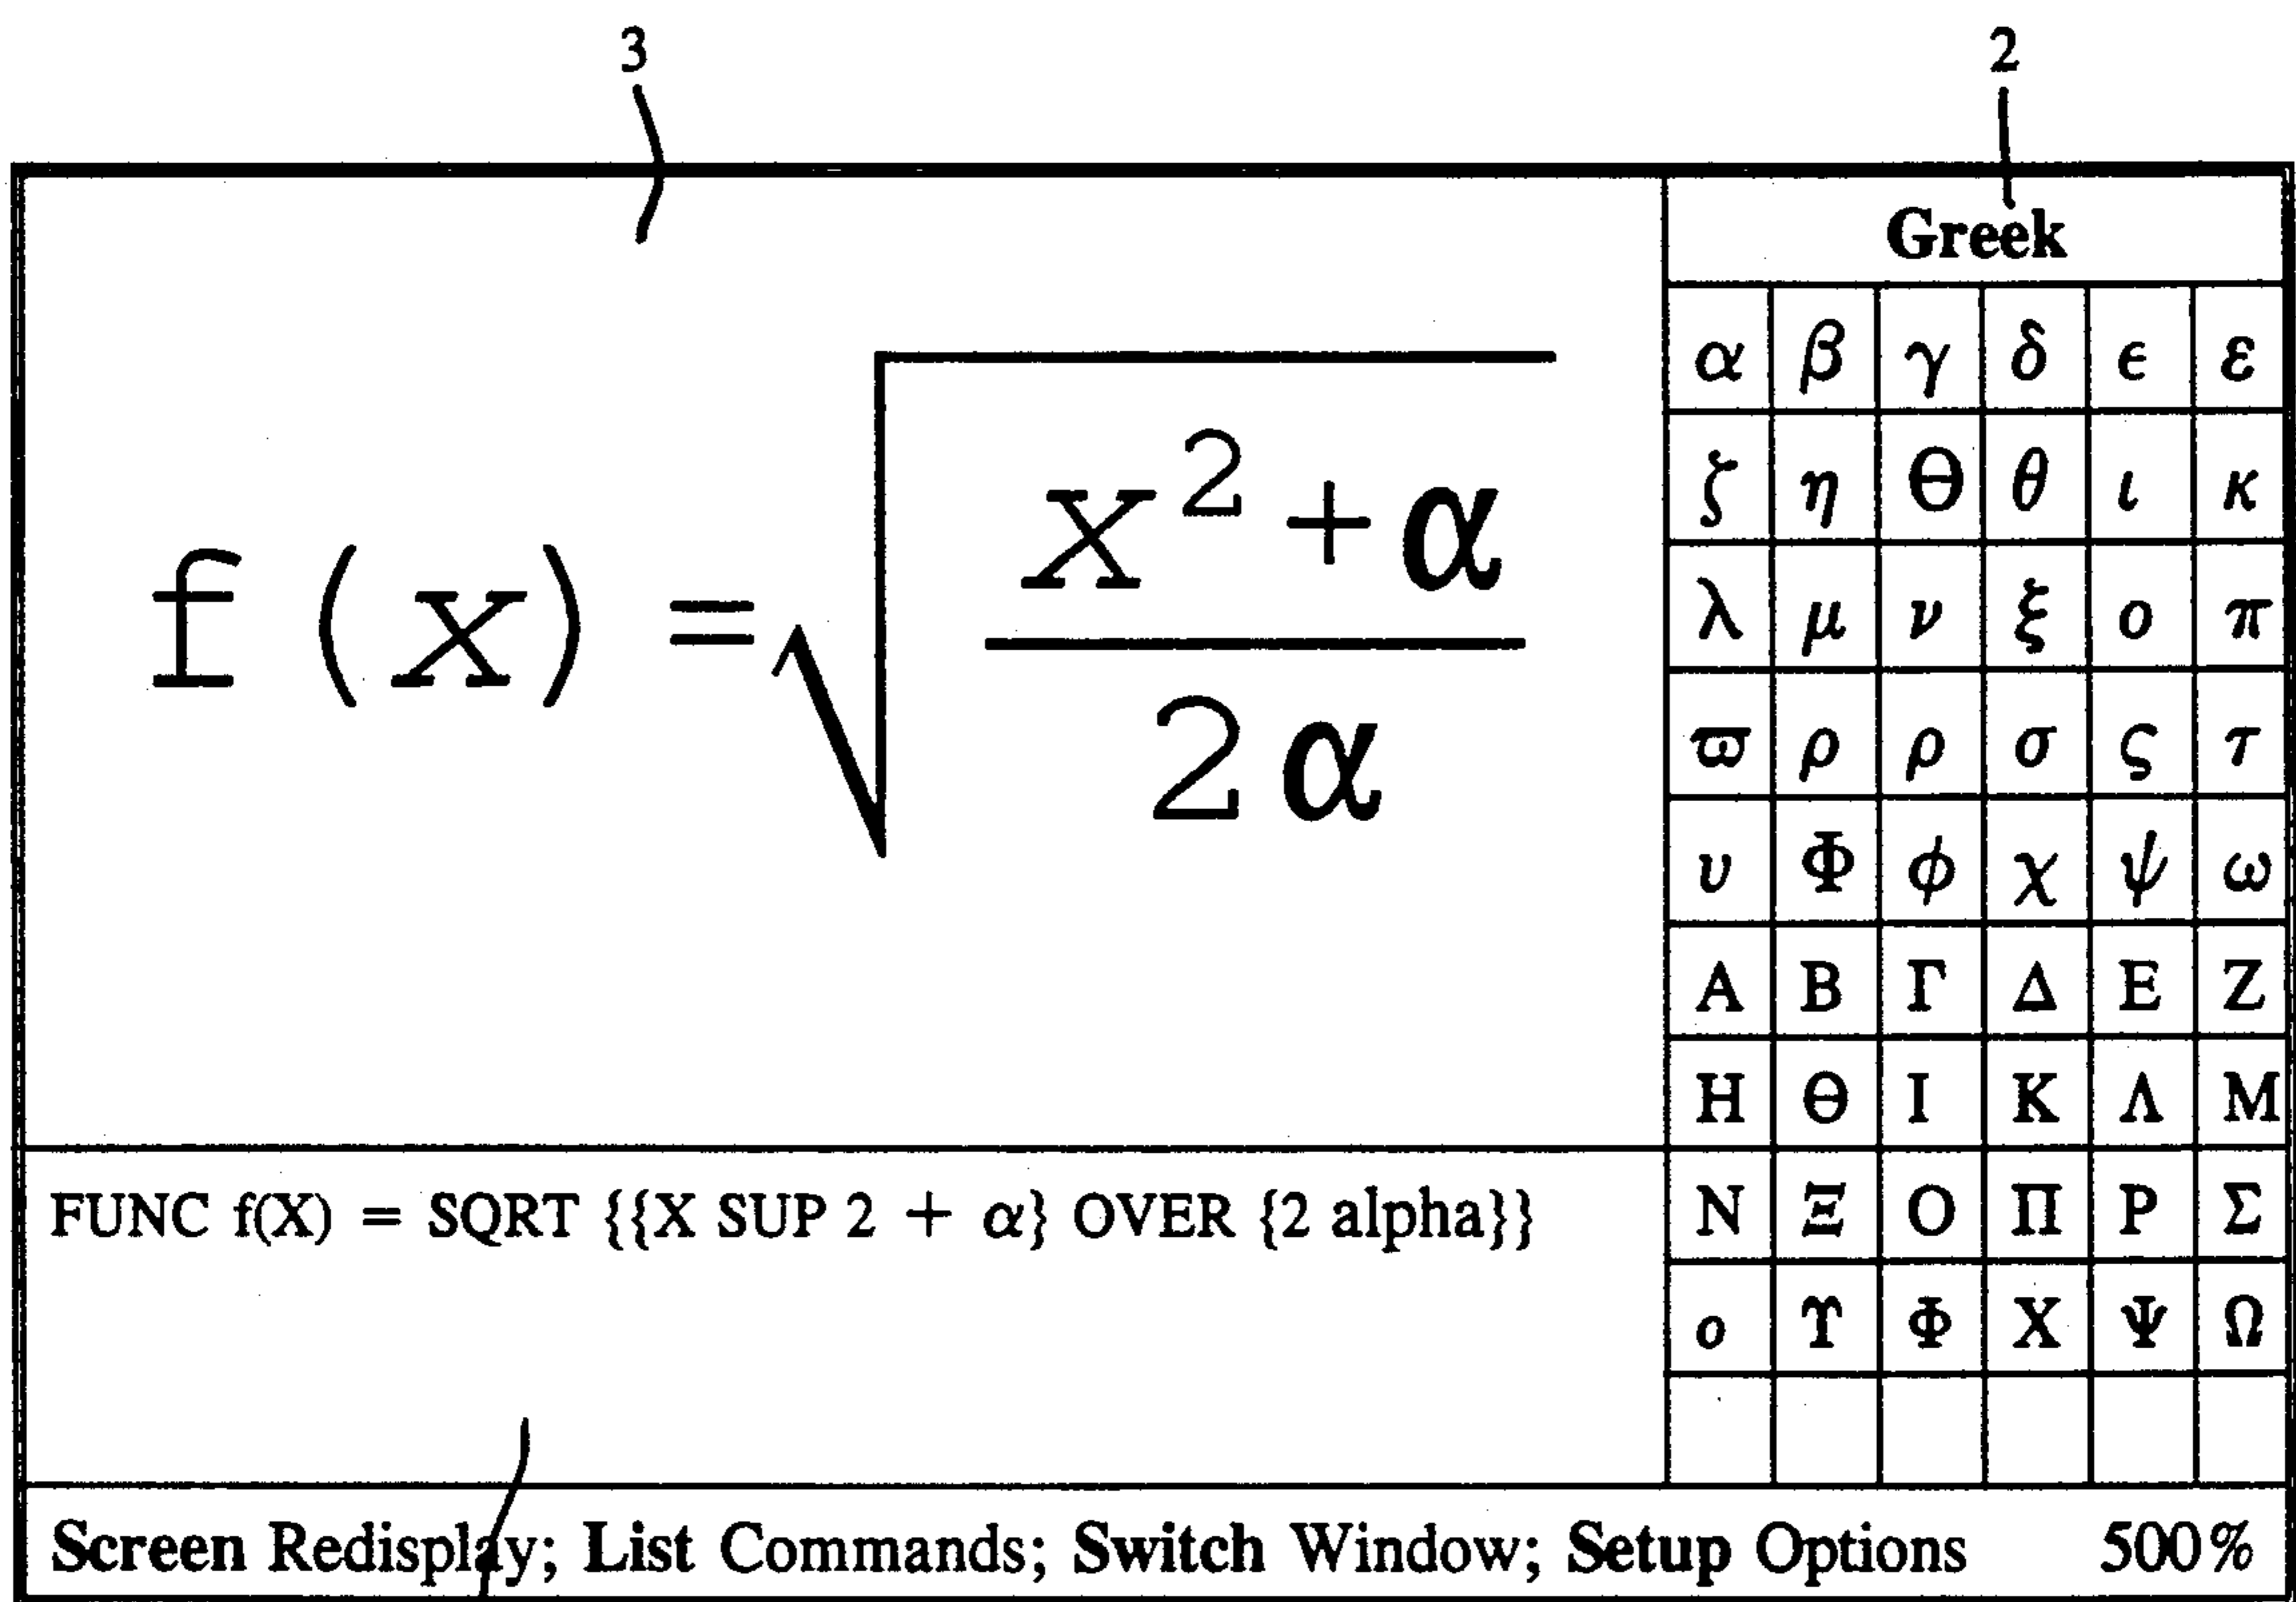 3 2
Greek
α β γ δ ϵ ε
ζ η Θ θ ι κ
λ μ ν ξ ο π
ϖ ρ ρ σ ς τ
υ Φ ϕ χ ψ ω
Α Β Γ Δ Ε Ζ
Η Θ Ι Κ Λ Μ
Ν Ξ Ο Π Ρ Σ
ο ϒ Φ Χ Ψ Ω
f (x) = √ x² + α
2 α
FUNC f(X) = SQRT {{X SUP 2 + α} OVER {2 alpha}}
Screen Redisplay; List Commands; Switch Window; Setup Options 500%